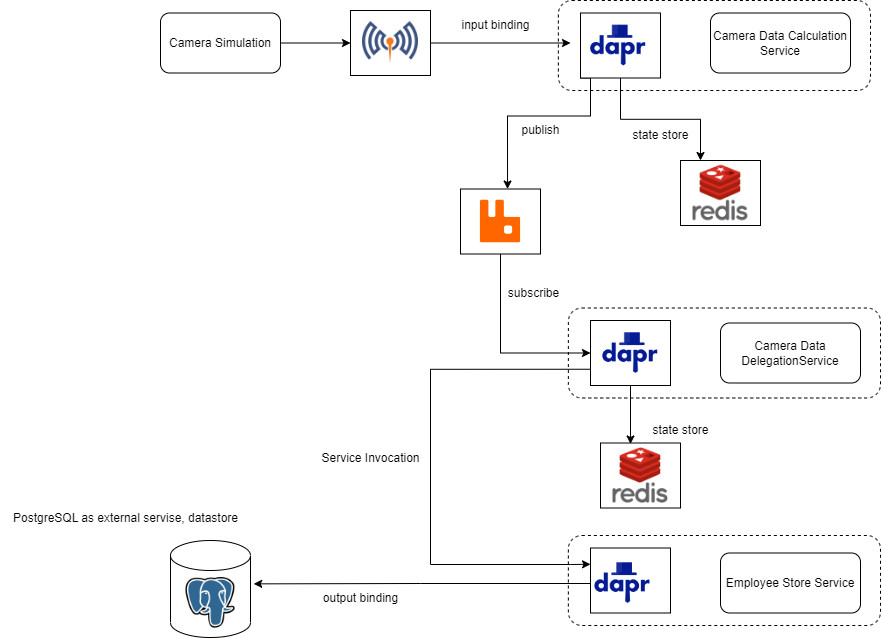 Camera Simulation
input binding
dapr
Camera Data Calculation
Service
publish
state store
redis
subscribe
dapr
Camera Data
DelegationService
state store
Service Invocation
redis
PostgreSQL as external servise, datastore
dapr
Employee Store Service
output binding